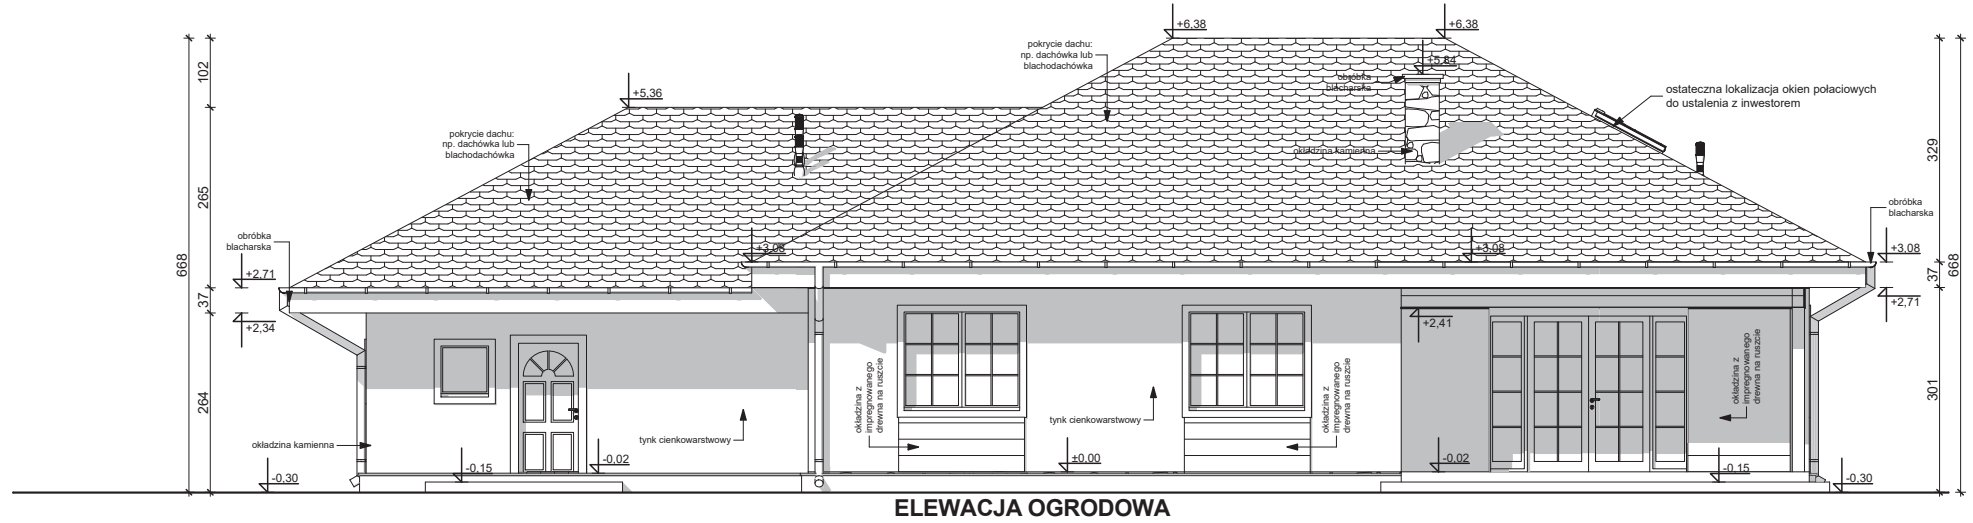 +6,38
+6,38
pokrycie dachu:
np. dachówka lub
blachodachówka
+5,84
obróbka
blacharska
ostateczna lokalizacja okien połaciowych
do ustalenia z inwestorem
102
+5,36
pokrycie dachu:
np. dachówka lub
blachodachówka
okładzina kamienna
329
265
obróbka
blacharska
obróbka
blacharska
668
+2,71
+3,08
+3,08
+3,08
37
668
37
+2,34
+2,71
+2,41
264
301
okładzina z
impregnowanego
drewna na ruszcie
okładzina z
impregnowanego
drewna na ruszcie
okładzina z
impregnowanego
drewna na ruszcie
okładzina kamienna
tynk cienkowarstwowy
tynk cienkowarstwowy
-0,30
-0,15
-0,02
±0,00
-0,02
-0,15
-0,30
ELEWACJA OGRODOWA